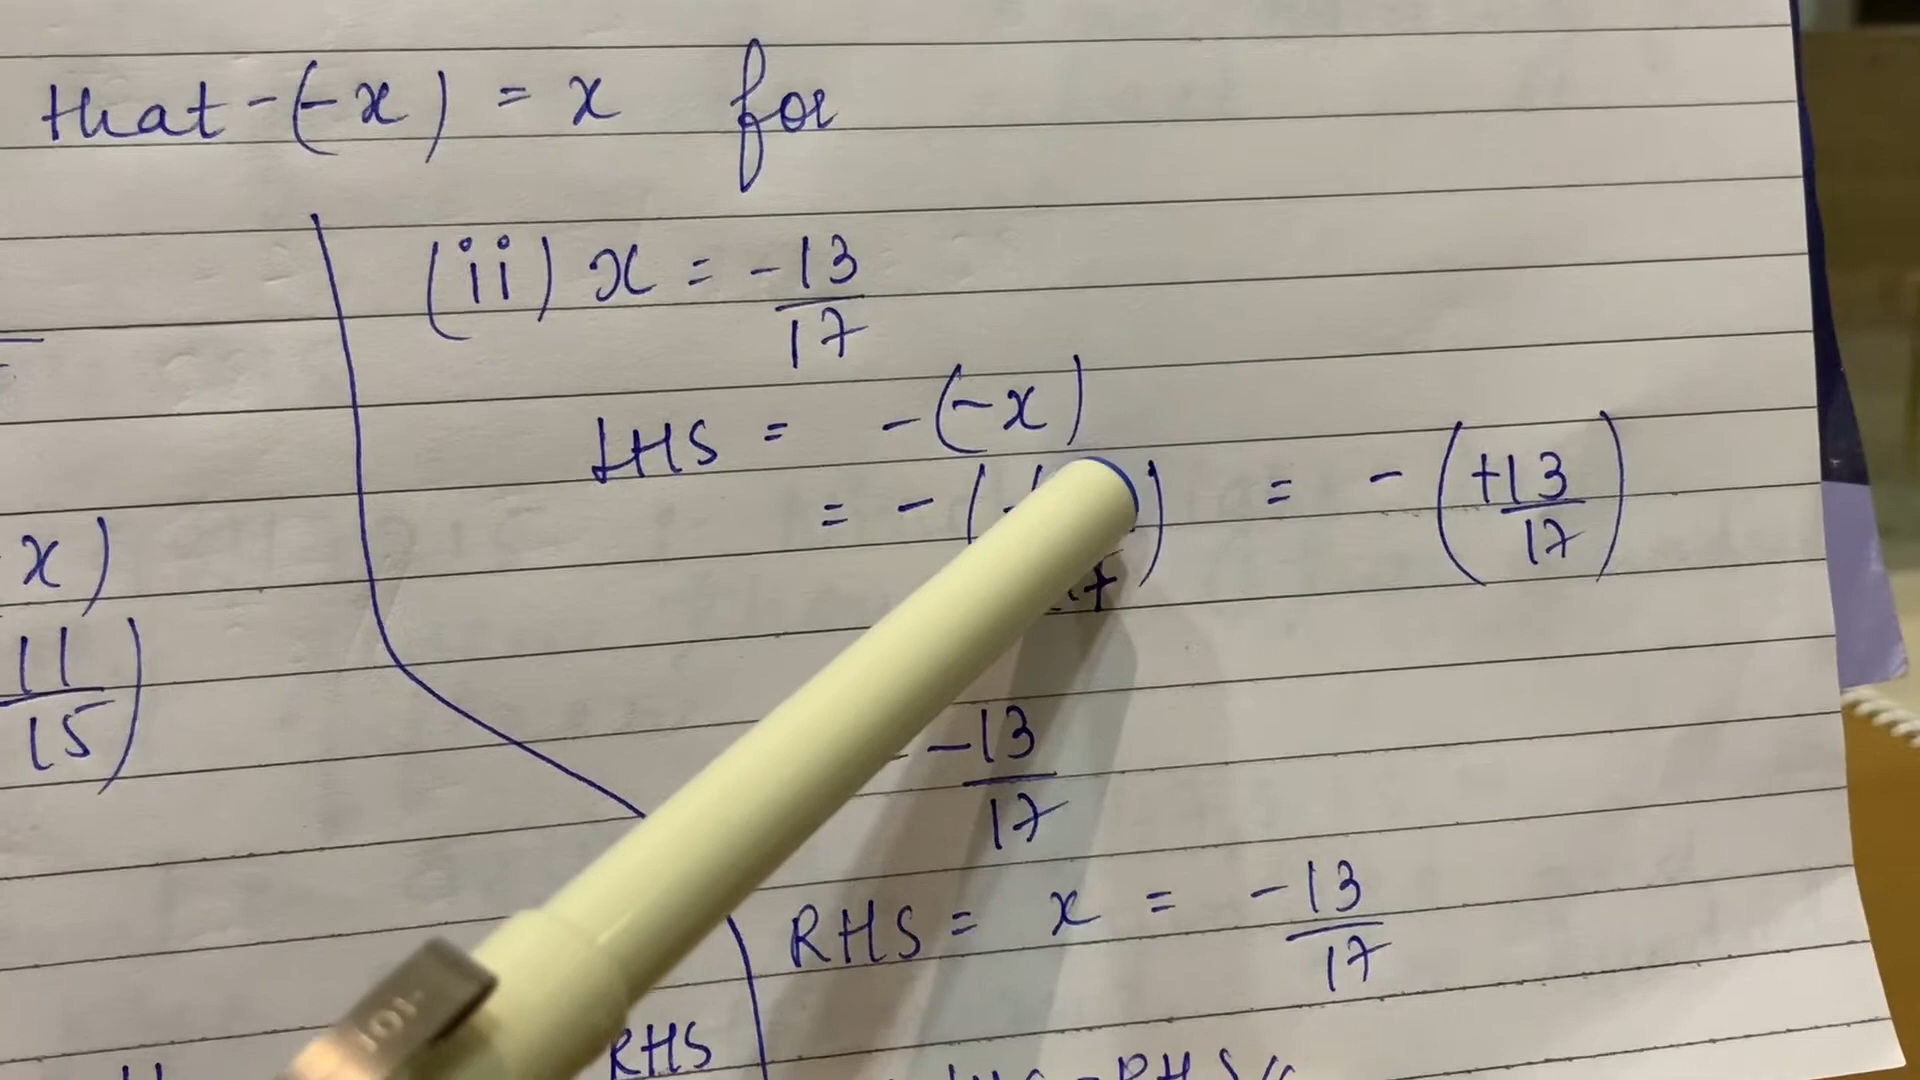 that -(-x) = x for
(ii) x = -13/17
LHS = -(-x)
= -( ) = -(+13/17)
-13/17
RHS = x = -13/17
x)
11/15)
RHS